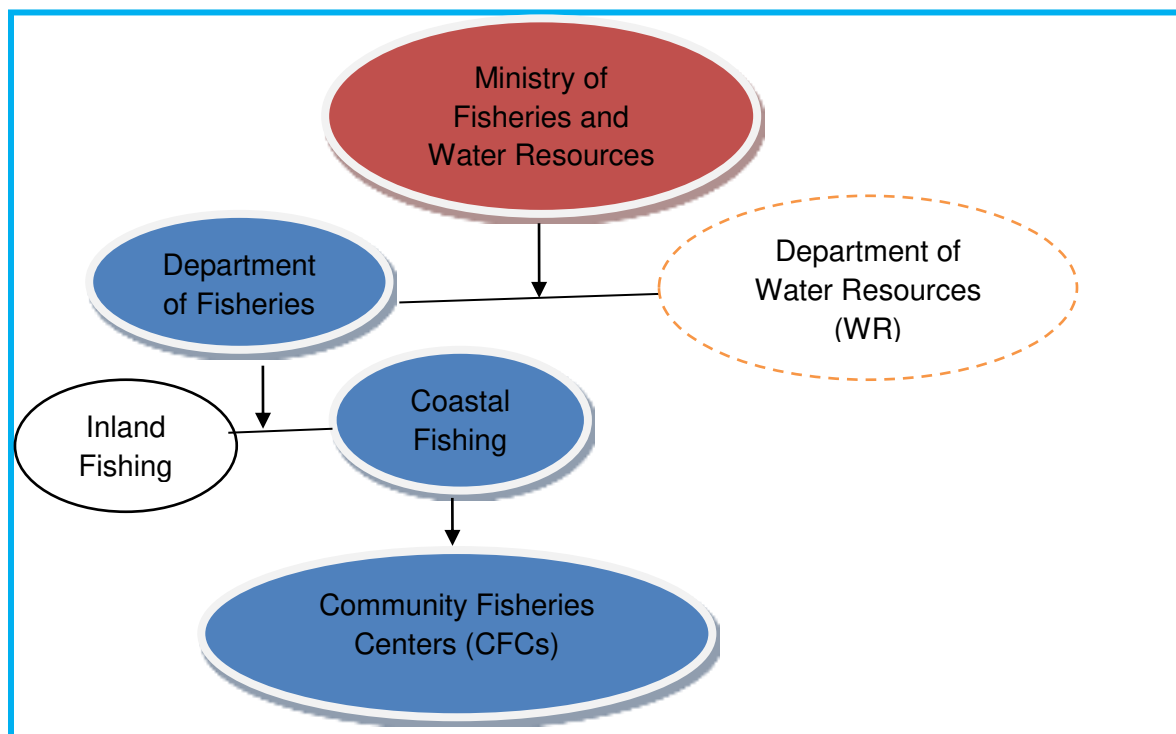 Ministry of
Fisheries and
Water Resources
Department
of Fisheries
Department of
Water Resources
(WR)
Inland
Fishing
Coastal
Fishing
Community Fisheries
Centers (CFCs)